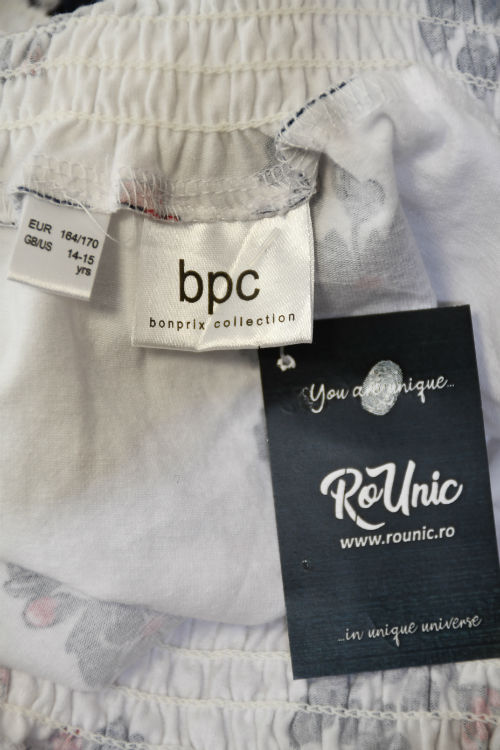 EUR 164/170
GB/US 14-15
yrs
bpc
bonprix collection
You are unique...
RoUnic
www.rounic.ro
...in unique universe